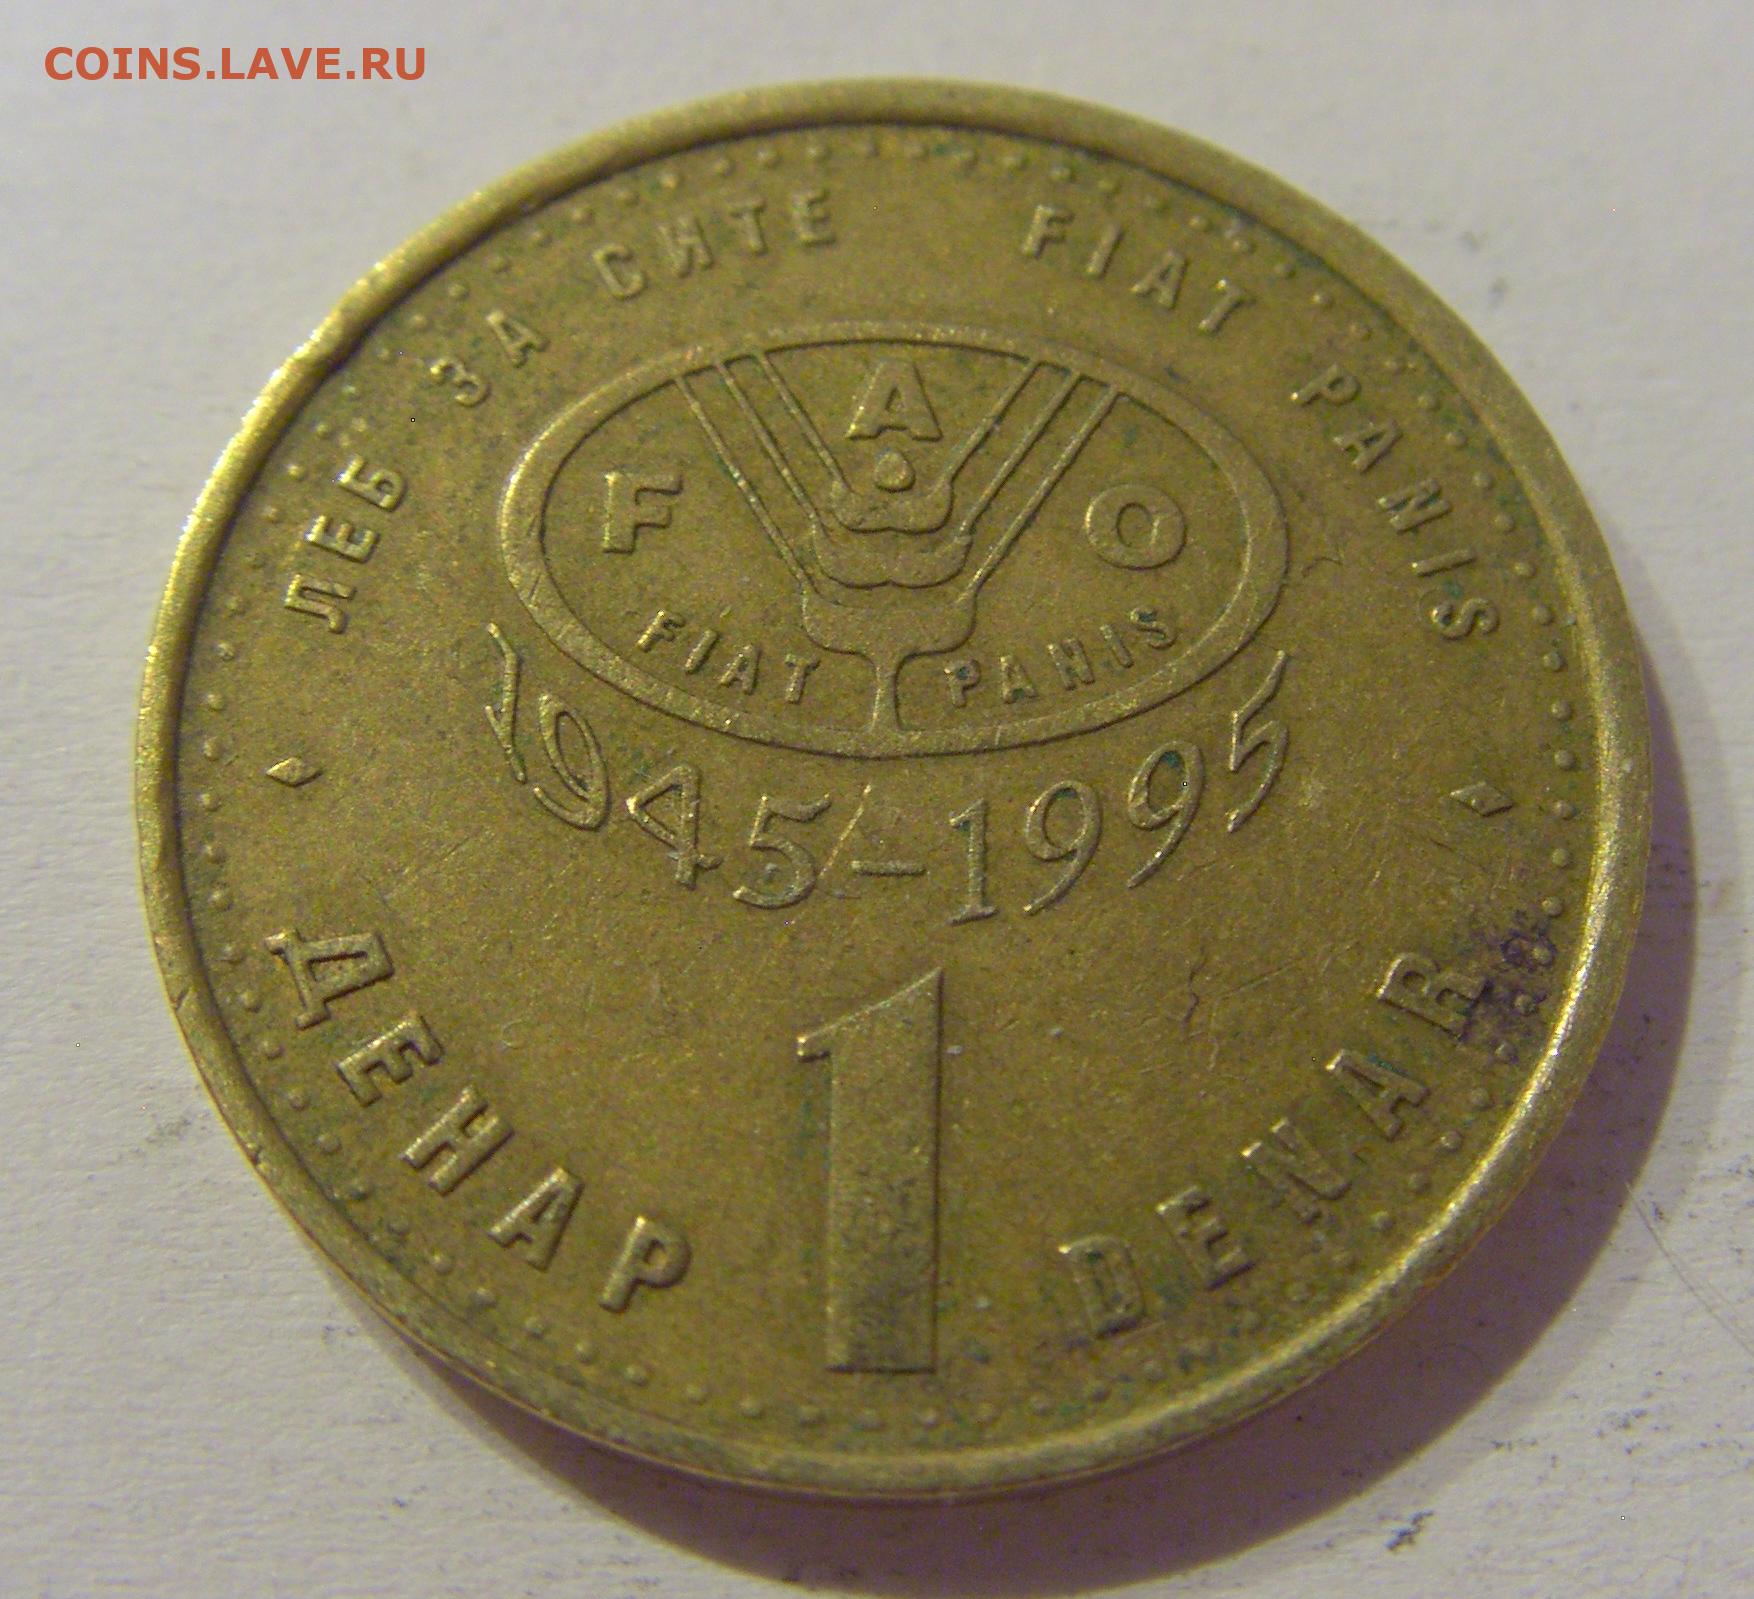 COINS.LAVE.RU
ЛЕБ ЗА СИТЕ FIAT PANIS
F A O
FIAT PANIS
1945-1995
ДЕНАР 1 DENAR